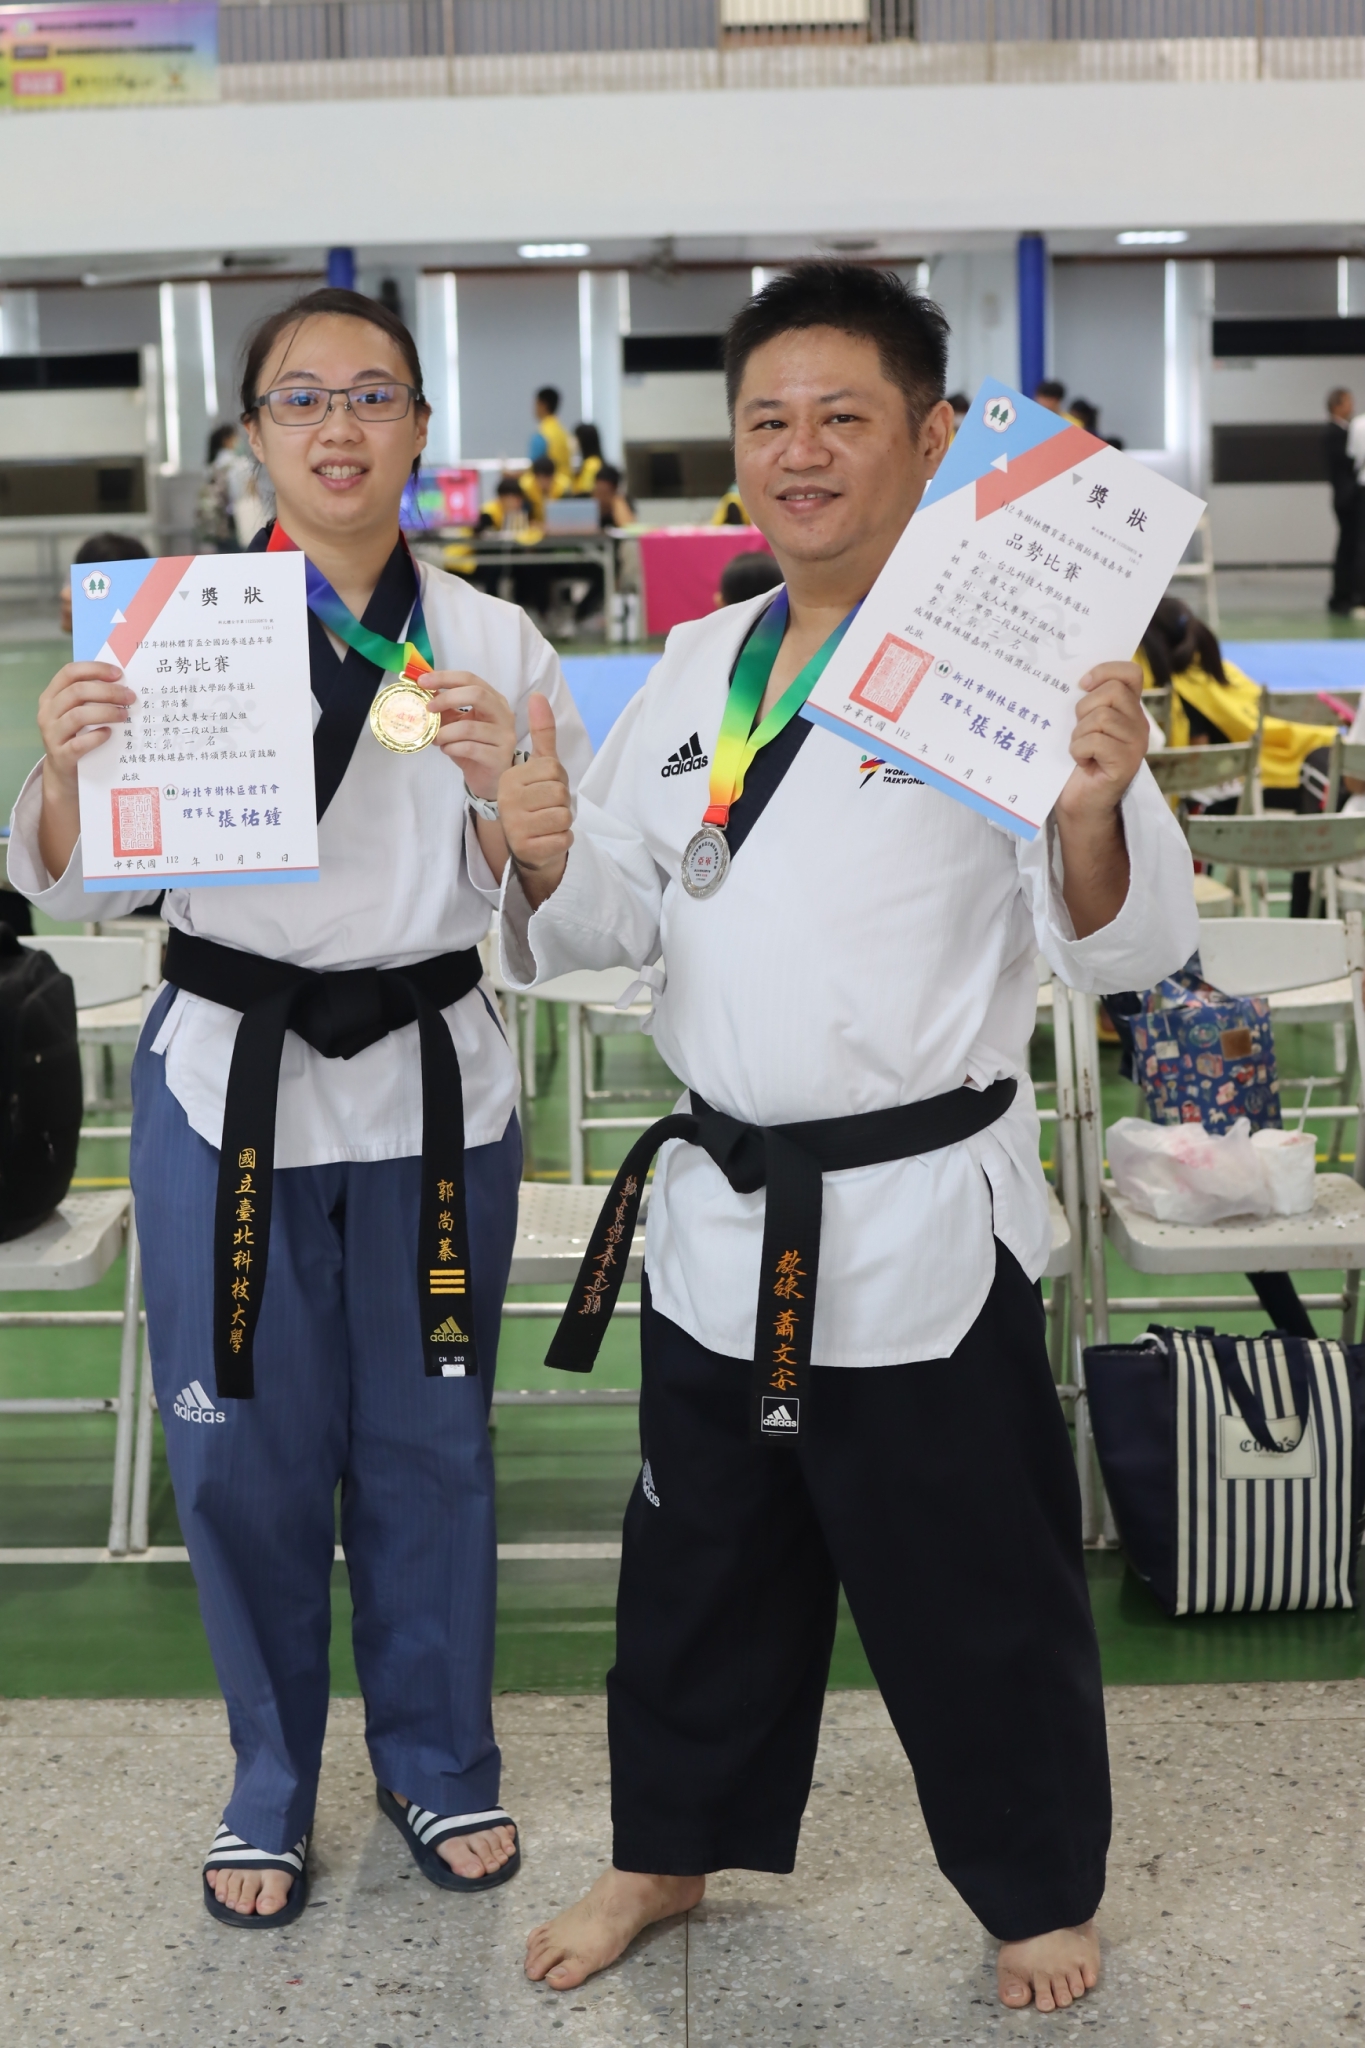 獎狀
112年樹林體育盃全國跆拳道嘉年華
品勢比賽
位：台北科技大學跆拳道社
名：郭尚蓁
級 別：成人大專女子個人組
級 別：黑帶二段以上組
名 次：第一名
成績優異殊堪嘉許，特頒獎狀以資鼓勵
此狀
新北市樹林區體育會
理事長 張祐鐘
中華民國 112 年 10 月 8 日
獎狀
112年樹林體育盃全國跆拳道嘉年華
品勢比賽
單 位：台北科技大學跆拳道社
姓 名：蕭文安
組 別：成人大專男子個人組
級 別：黑帶二段以上組
名 次：第二名
成績優異殊堪嘉許，特頒獎狀以資鼓勵
此狀
新北市樹林區體育會
理事長 張祐鐘
中華民國 112 年 10 月 8 日
adidas
WORLD
TAEKWONDO
亞軍
國立臺北科技大學
郭尚蓁
adidas
CN 300
教練 蕭文安
adidas
adidas
adidas